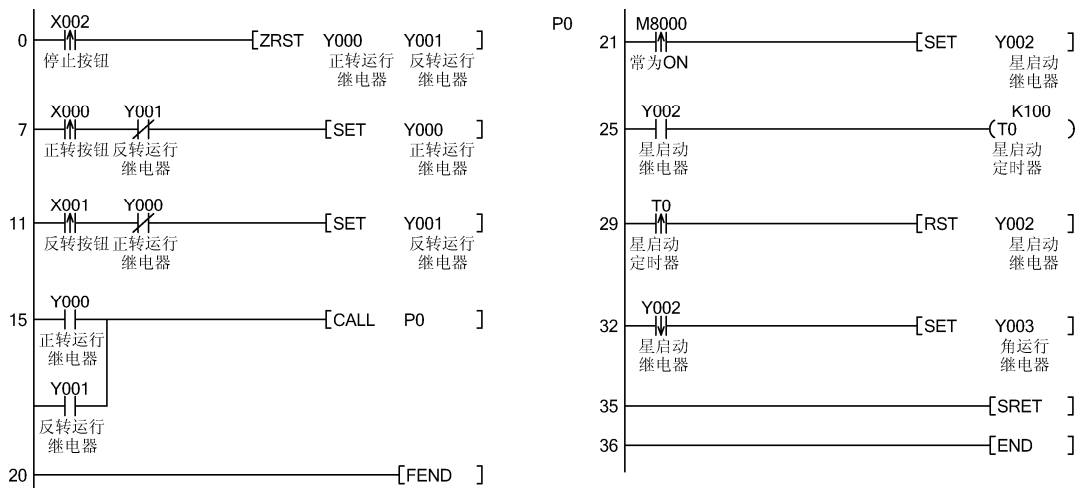 X002
0 [ZRST Y000 Y001 ]
停止按钮 正转运行 反转运行
继电器 继电器
X000 Y001
7 [SET Y000 ]
正转按钮 反转运行 正转运行
继电器 继电器
X001 Y000
11 [SET Y001 ]
反转按钮 正转运行 反转运行
继电器 继电器
Y000
15 [CALL P0 ]
正转运行
继电器
Y001
反转运行
继电器
20 [FEND ]
P0 M8000
21 [SET Y002 ]
常为ON 星启动
继电器
Y002 K100
25 (T0 )
星启动 星启动
继电器 定时器
T0
29 [RST Y002 ]
星启动 星启动
定时器 继电器
Y002
32 [SET Y003 ]
星启动 角运行
继电器 继电器
35 [SRET ]
36 [END ]